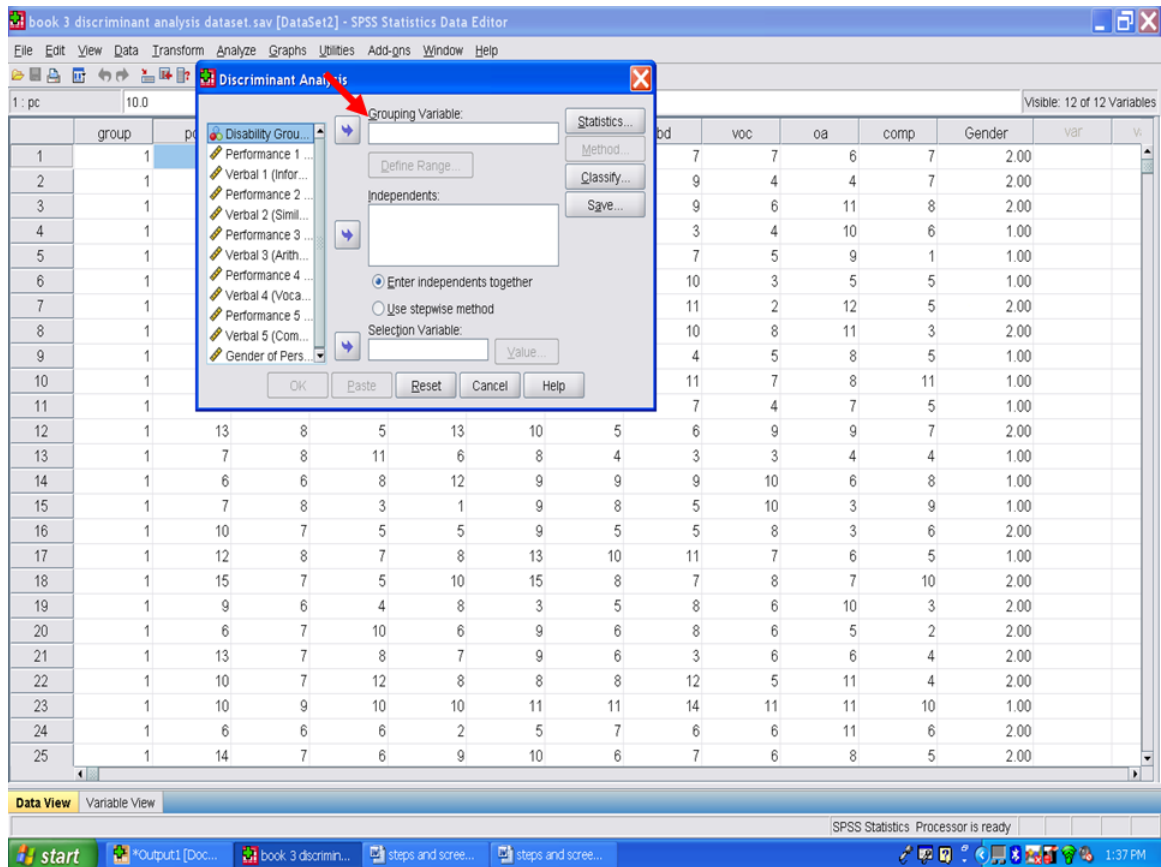 book 3 discriminant analysis dataset.sav [DataSet2] - SPSS Statistics Data Editor
File Edit View Data Transform Analyze Graphs Utilities Add-ons Window Help
Discriminant Analysis
1 : pc 10.0 Visible: 12 of 12 Variables
Grouping Variable:
Statistics...
Disability Grou...
Performance 1 ...
Verbal 1 (Infor...
Performance 2 ...
Verbal 2 (Simil...
Performance 3 ...
Verbal 3 (Arith...
Performance 4 ...
Verbal 4 (Voca...
Performance 5 ...
Verbal 5 (Com...
Gender of Pers...
Define Range...
Method...
Classify...
Save...
Independents:
Enter independents together
Use stepwise method
Selection Variable:
Value...
OK Paste Reset Cancel Help
group pc bd voc oa comp Gender var
1 1 7 7 6 7 2.00
2 1 9 4 4 7 2.00
3 1 9 6 11 8 2.00
4 1 3 4 10 6 1.00
5 1 7 5 9 1 1.00
6 1 10 3 5 5 1.00
7 1 11 2 12 5 2.00
8 1 10 8 11 3 2.00
9 1 4 5 8 5 1.00
10 1 11 7 8 11 1.00
11 1 7 4 7 5 1.00
12 1 13 8 5 13 10 5 6 9 9 7 2.00
13 1 7 8 11 6 8 4 3 3 4 4 1.00
14 1 6 6 8 12 9 9 9 10 6 8 1.00
15 1 7 8 3 1 9 8 5 10 3 9 1.00
16 1 10 7 5 5 9 5 5 8 3 6 2.00
17 1 12 8 7 8 13 10 11 7 6 5 1.00
18 1 15 7 5 10 15 8 7 8 7 10 2.00
19 1 9 6 4 8 3 5 8 6 10 3 2.00
20 1 6 7 10 6 9 6 8 6 5 2 2.00
21 1 13 7 8 7 9 6 3 6 6 4 2.00
22 1 10 7 12 8 8 8 12 5 11 4 2.00
23 1 10 9 10 10 11 11 14 11 11 10 1.00
24 1 6 6 6 2 5 7 6 6 11 6 2.00
25 1 14 7 6 9 10 6 7 6 8 5 2.00
Data View Variable View
SPSS Statistics Processor is ready
start *Output1 [Doc... book 3 discrimin... steps and scree... steps and scree... 1:37 PM